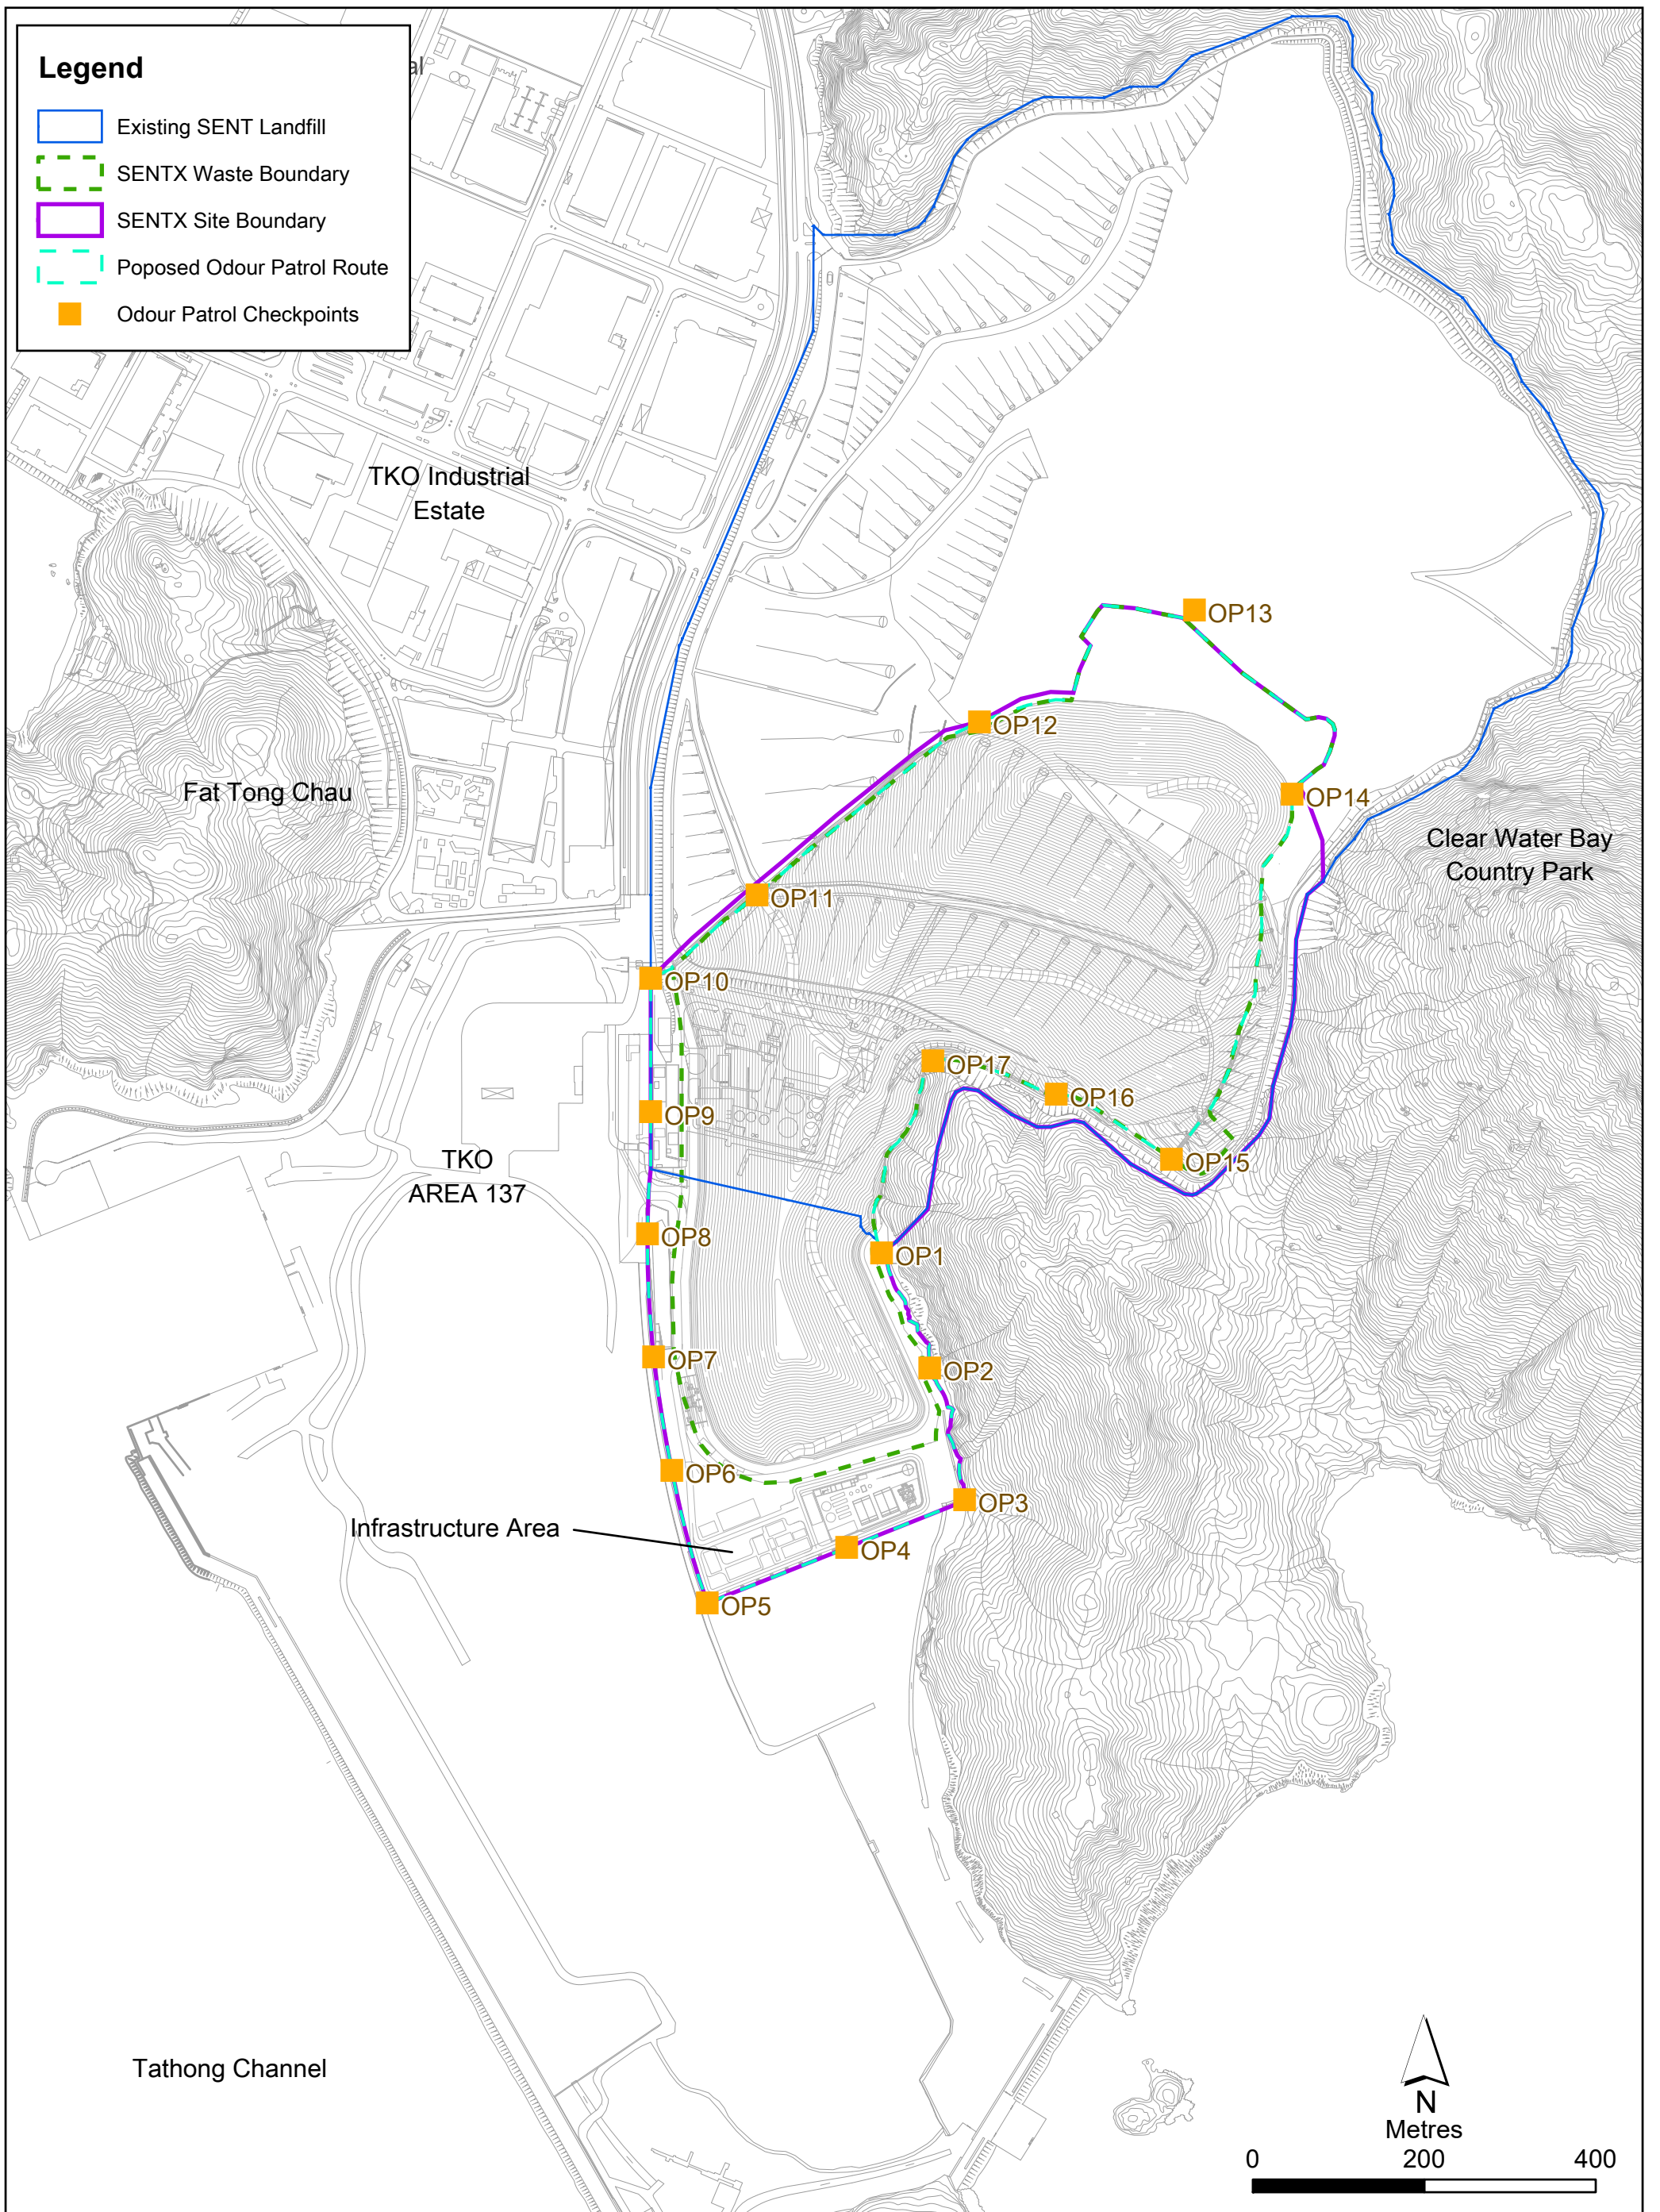 Legend
al
Existing SENT Landfill
SENTX Waste Boundary
SENTX Site Boundary
Poposed Odour Patrol Route
Odour Patrol Checkpoints
TKO Industrial
Estate
OP13
OP12
Fat Tong Chau
OP14
Clear Water Bay
Country Park
OP11
OP10
OP17
OP16
OP9
TKO
AREA 137
OP15
OP8
OP1
OP7
OP2
OP6
OP3
Infrastructure Area
OP4
OP5
Tathong Channel
N
Metres
0 200 400